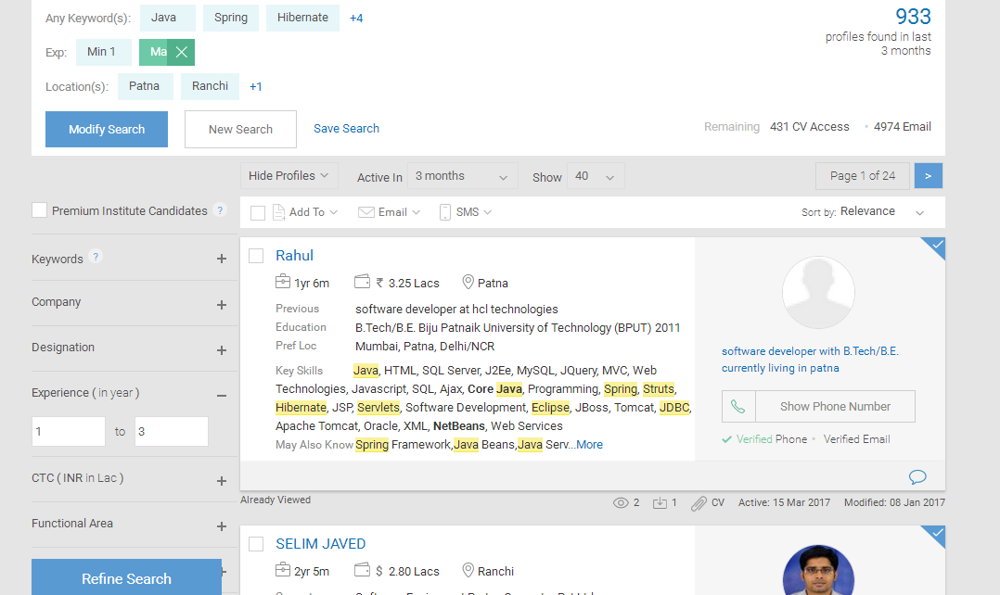 Any Keyword(s): Java Spring Hibernate +4
933
profiles found in last
3 months
Exp: Min 1 Ma
Location(s): Patna Ranchi +1
Modify Search New Search Save Search
Remaining 431 CV Access • 4974 Email
Hide Profiles Active In 3 months Show 40
Page 1 of 24 >
Premium Institute Candidates ?
Add To Email SMS
Sort by: Relevance
Keywords ? +
Company +
Designation +
Experience ( in year ) –
1 to 3
CTC ( INR in Lac ) +
Functional Area +
Refine Search
Rahul
1yr 6m ₹ 3.25 Lacs Patna
Previous software developer at hcl technologies
Education B.Tech/B.E. Biju Patnaik University of Technology (BPUT) 2011
Pref Loc Mumbai, Patna, Delhi/NCR
Key Skills Java, HTML, SQL Server, J2Ee, MySQL, JQuery, MVC, Web
Technologies, Javascript, SQL, Ajax, Core Java, Programming, Spring, Struts,
Hibernate, JSP, Servlets, Software Development, Eclipse, JBoss, Tomcat, JDBC,
Apache Tomcat, Oracle, XML, NetBeans, Web Services
May Also Know Spring Framework,Java Beans,Java Serv...More
software developer with B.Tech/B.E.
currently living in patna
Show Phone Number
Verified Phone • Verified Email
Already Viewed
2 1 CV Active: 15 Mar 2017 Modified: 08 Jan 2017
SELIM JAVED
2yr 5m $ 2.80 Lacs Ranchi